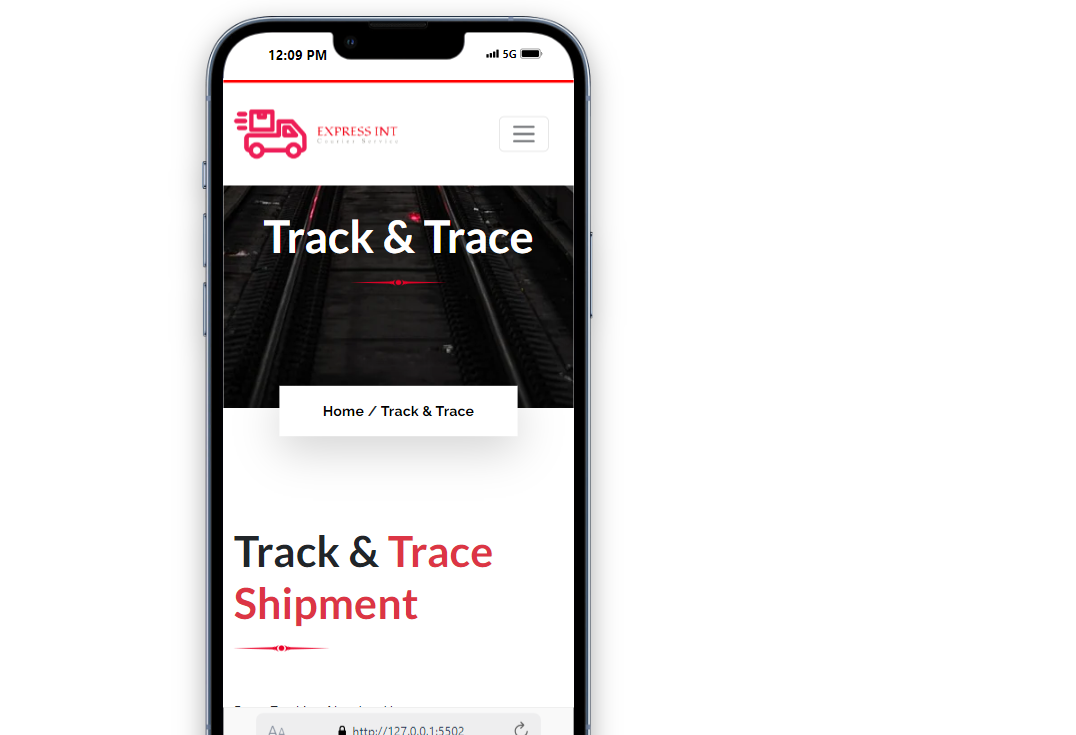 12:09 PM
5G
EXPRESS INT
Courier Service
Track & Trace
Home / Track & Trace
Track & Trace
Shipment
AA
http://127.0.0.1:5502